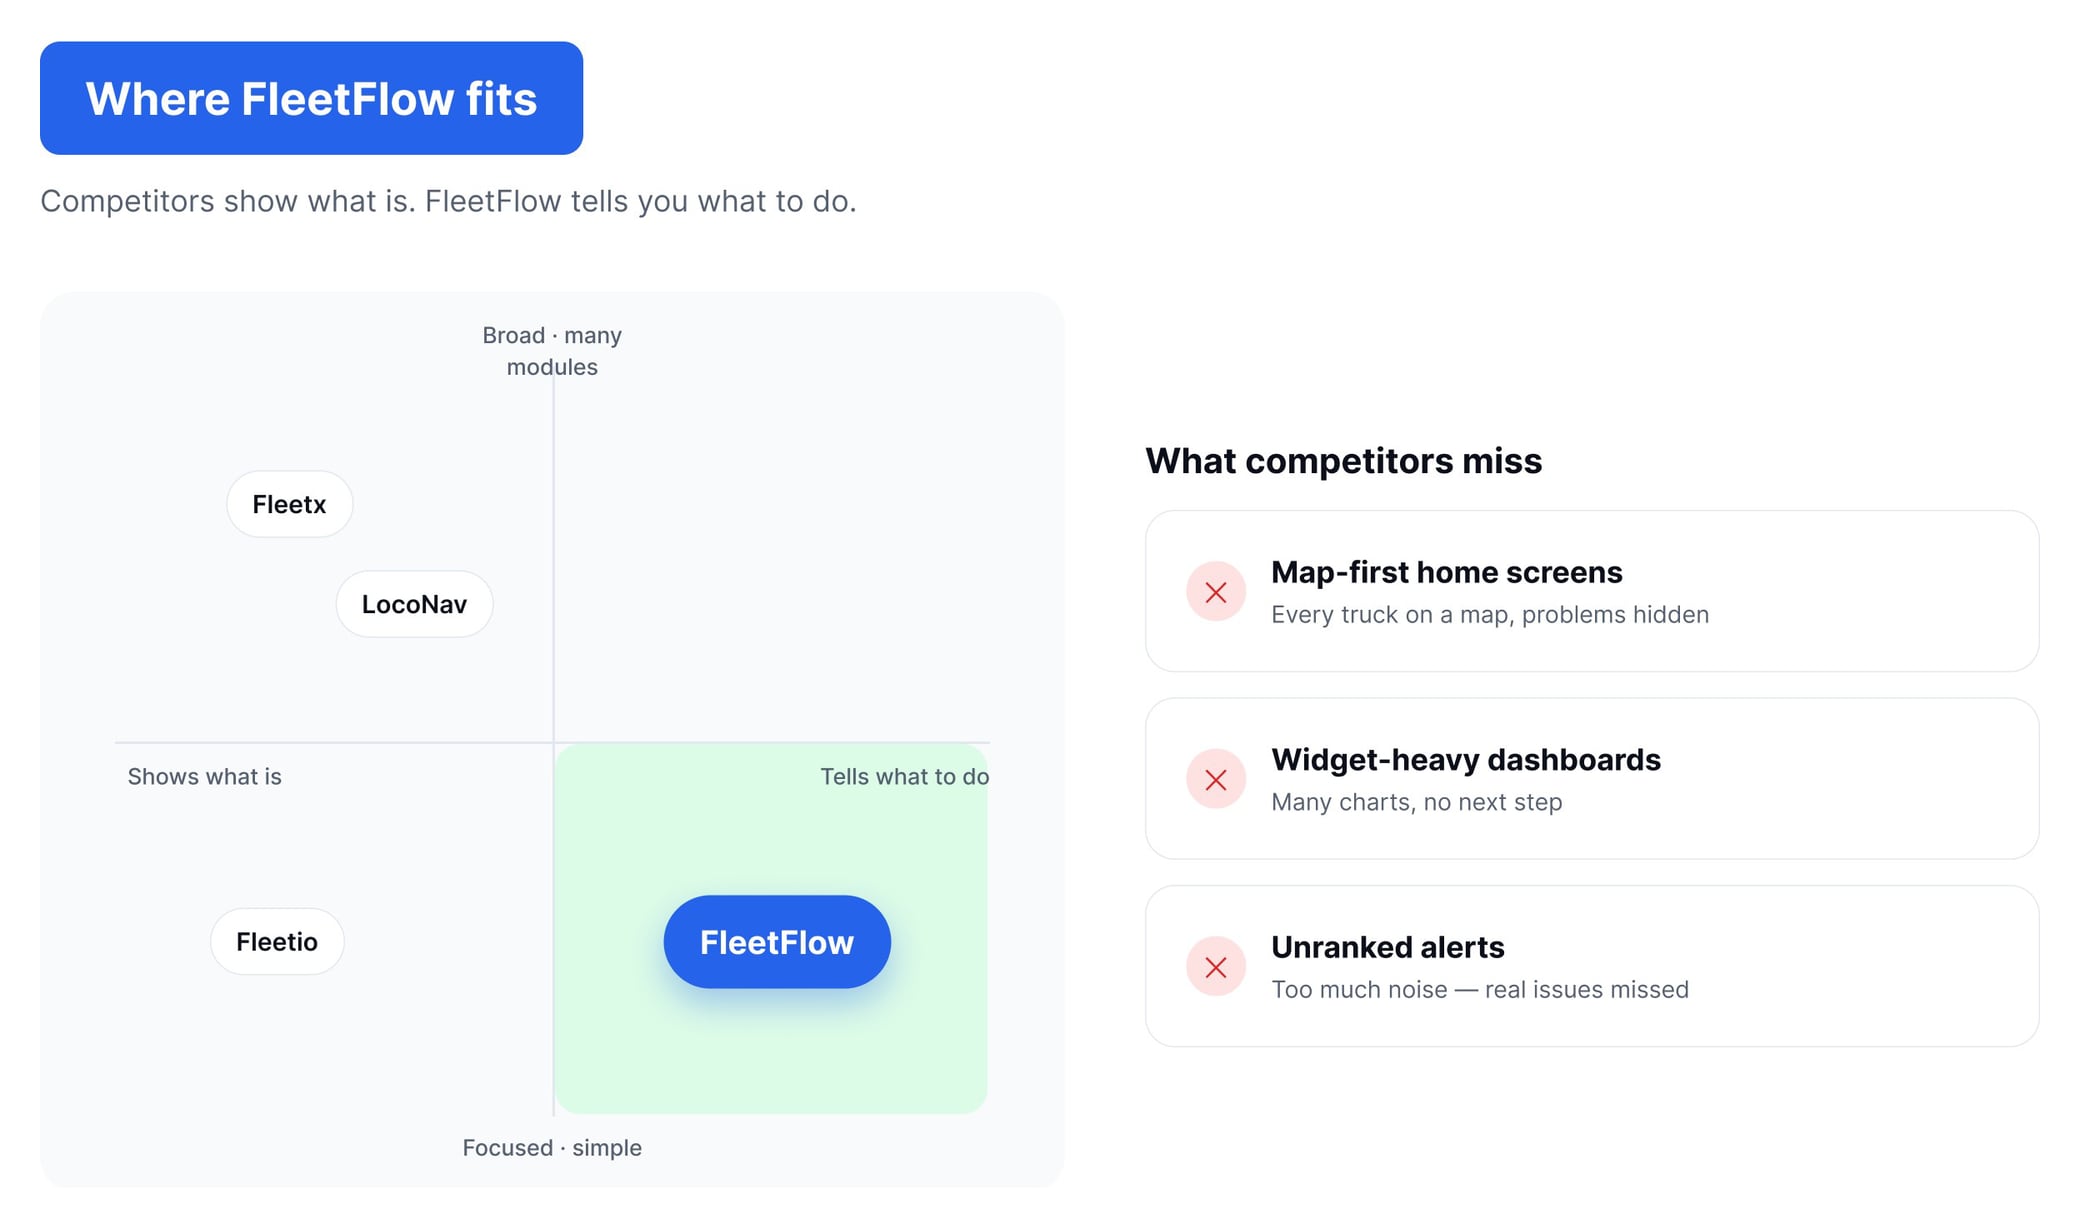 Where FleetFlow fits
Competitors show what is. FleetFlow tells you what to do.
Broad · many
modules
Fleetx
LocoNav
Shows what is
Tells what to do
Fleetio
FleetFlow
Focused · simple
What competitors miss
Map-first home screens
Every truck on a map, problems hidden
Widget-heavy dashboards
Many charts, no next step
Unranked alerts
Too much noise — real issues missed